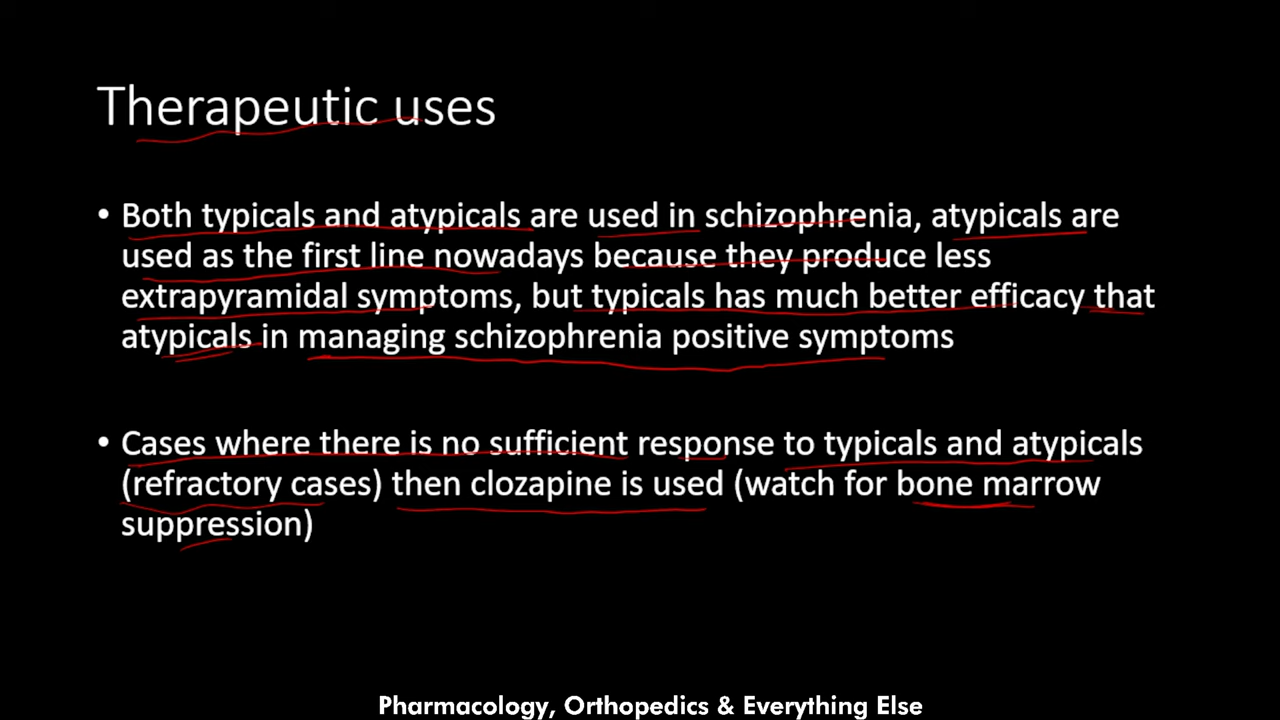 Therapeutic uses
• Both typicals and atypicals are used in schizophrenia, atypicals are
used as the first line nowadays because they produce less
extrapyramidal symptoms, but typicals has much better efficacy that
atypicals in managing schizophrenia positive symptoms
• Cases where there is no sufficient response to typicals and atypicals
(refractory cases) then clozapine is used (watch for bone marrow
suppression)
Pharmacology, Orthopedics & Everything Else